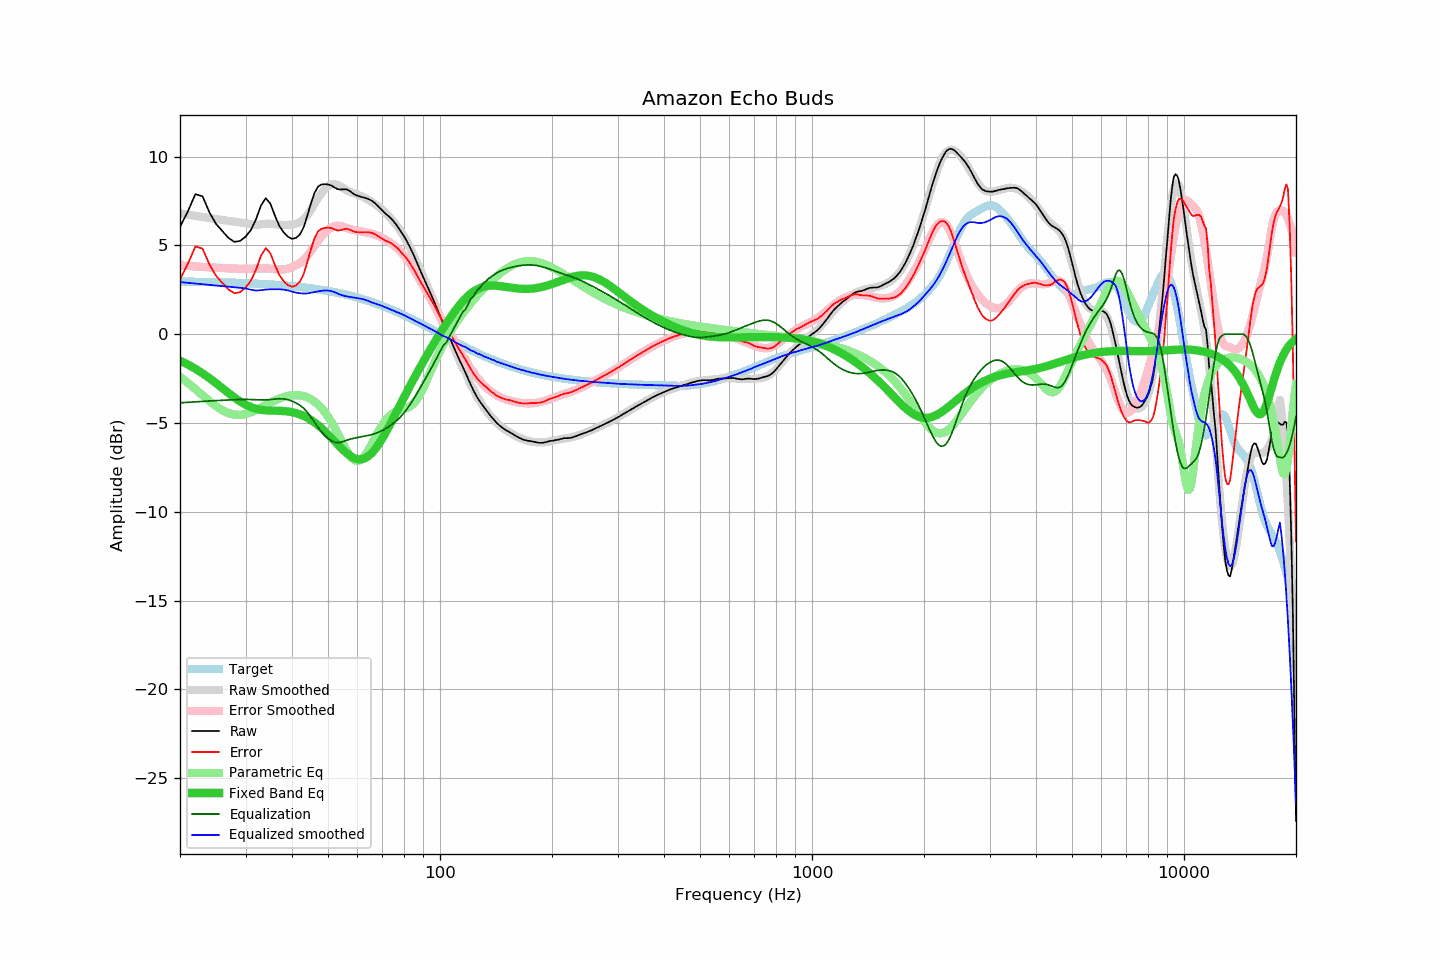 Amazon Echo Buds
Amplitude (dBr)
10
5
0
−5
−10
−15
−20
−25
Target
Raw Smoothed
Error Smoothed
Raw
Error
Parametric Eq
Fixed Band Eq
Equalization
Equalized smoothed
100
1000
10000
Frequency (Hz)